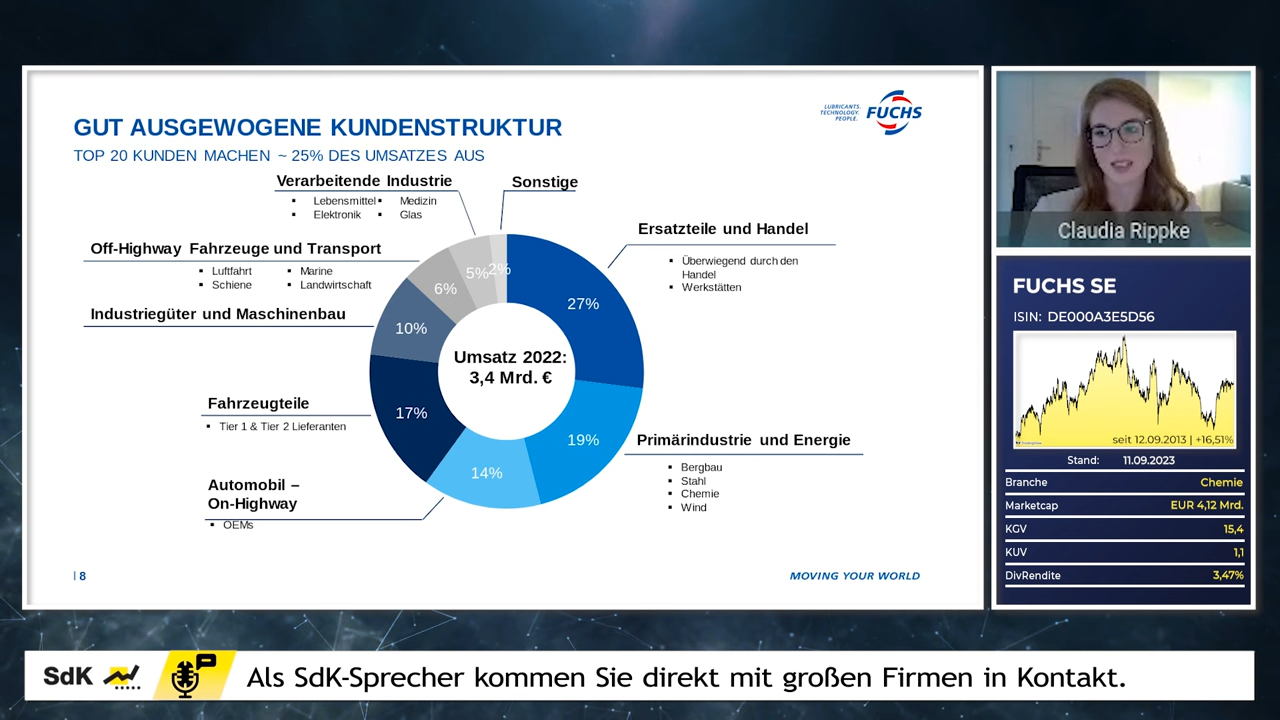 GUT AUSGEWOGENE KUNDENSTRUKTUR
TOP 20 KUNDEN MACHEN ~ 25% DES UMSATZES AUS
LUBRICANTS.
TECHNOLOGY.
PEOPLE.
FUCHS
Verarbeitende Industrie
▪ Lebensmittel ▪ Medizin
▪ Elektronik ▪ Glas
Sonstige
Off-Highway Fahrzeuge und Transport
▪ Luftfahrt ▪ Marine
▪ Schiene ▪ Landwirtschaft
Industriegüter und Maschinenbau
Fahrzeugteile
▪ Tier 1 & Tier 2 Lieferanten
Automobil –
On-Highway
▪ OEMs
Ersatzteile und Handel
▪ Überwiegend durch den
Handel
▪ Werkstätten
Primärindustrie und Energie
▪ Bergbau
▪ Stahl
▪ Chemie
▪ Wind
27%
19%
14%
17%
10%
6%
5%
2%
Umsatz 2022:
3,4 Mrd. €
| 8
MOVING YOUR WORLD
Claudia Rippke
FUCHS SE
ISIN: DE000A3E5D56
seit 12.09.2013 | +16,51%
Stand: 11.09.2023
Branche Chemie
Marketcap EUR 4,12 Mrd.
KGV 15,4
KUV 1,1
DivRendite 3,47%
SdK
Als SdK-Sprecher kommen Sie direkt mit großen Firmen in Kontakt.